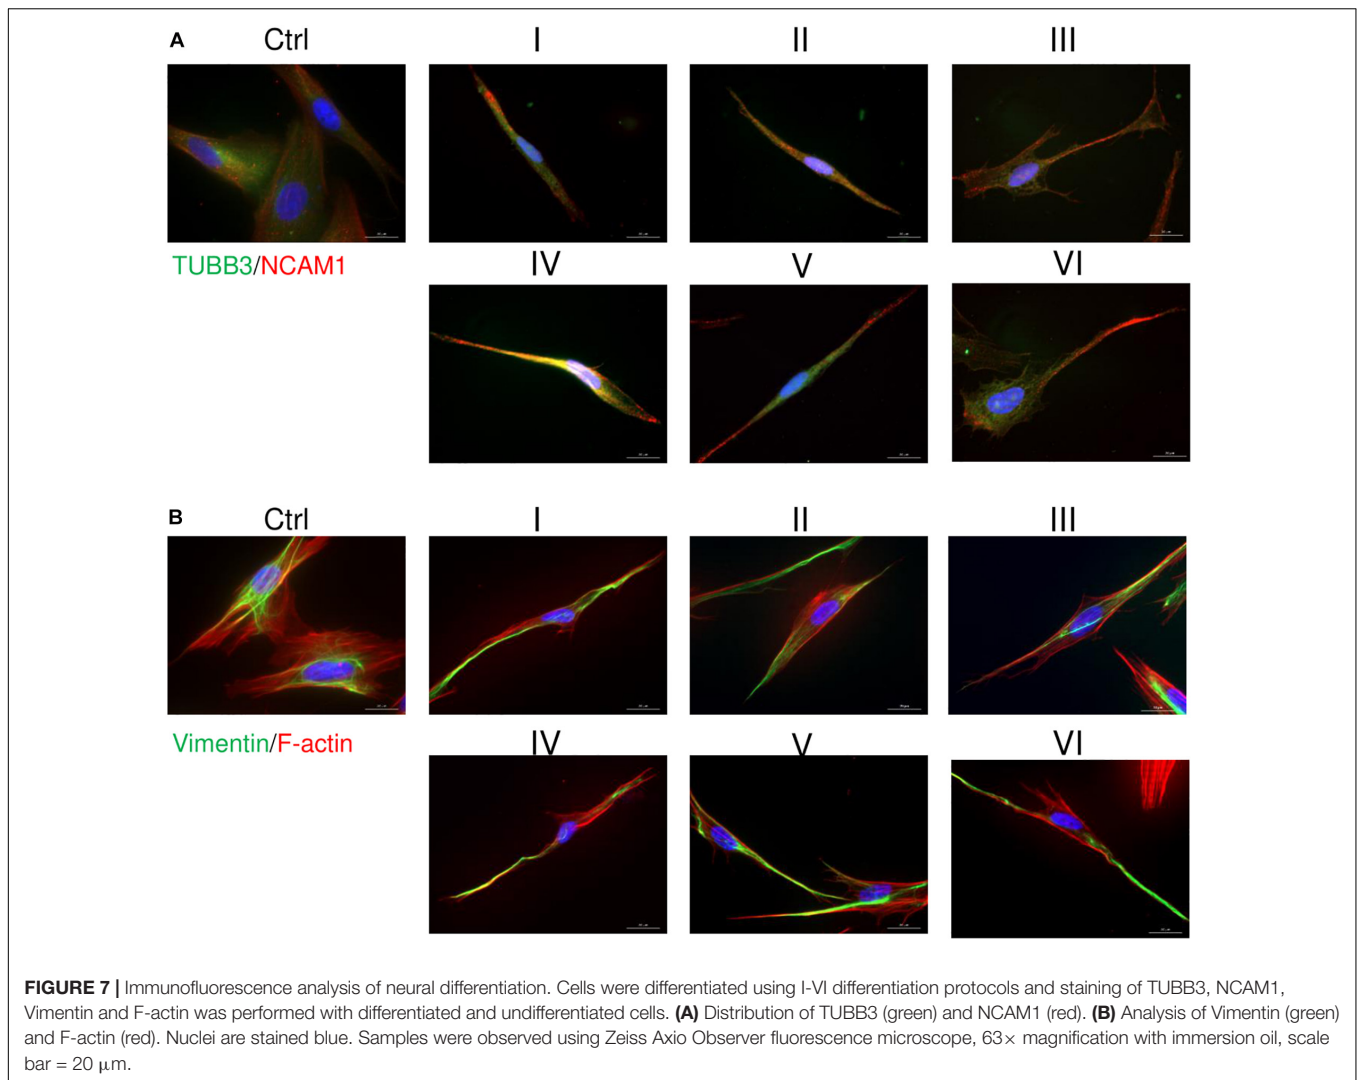 A
Ctrl
I
II
III
TUBB3/NCAM1
IV
V
VI
B
Ctrl
I
II
III
Vimentin/F-actin
IV
V
VI
FIGURE 7 | Immunofluorescence analysis of neural differentiation. Cells were differentiated using I-VI differentiation protocols and staining of TUBB3, NCAM1,
Vimentin and F-actin was performed with differentiated and undifferentiated cells. (A) Distribution of TUBB3 (green) and NCAM1 (red). (B) Analysis of Vimentin (green)
and F-actin (red). Nuclei are stained blue. Samples were observed using Zeiss Axio Observer fluorescence microscope, 63× magnification with immersion oil, scale
bar = 20 μm.